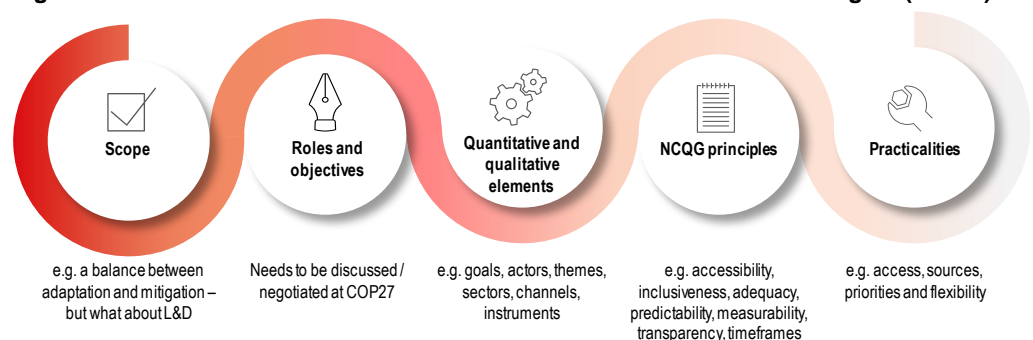 Scope
Roles and
objectives
Quantitative and
qualitative
elements
NCQG principles
Practicalities
e.g. a balance between
adaptation and mitigation –
but what about L&D
Needs to be discussed /
negotiated at COP27
e.g. goals, actors, themes,
sectors, channels,
instruments
e.g. accessibility,
inclusiveness, adequacy,
predictability, measurability,
transparency, timeframes
e.g. access, sources,
priorities and flexibility